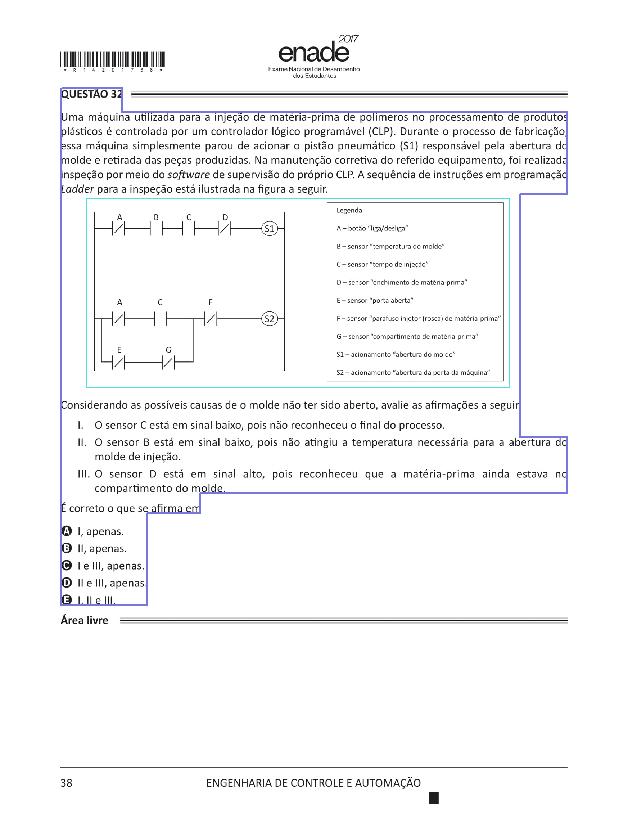 enade 2017
Exame Nacional de Desempenho
dos Estudantes
QUESTÃO 32
Uma máquina utilizada para a injeção de matéria-prima de polímeros no processamento de produtos
plásticos é controlada por um controlador lógico programável (CLP). Durante o processo de fabricação,
essa máquina simplesmente parou de acionar o pistão pneumático (S1) responsável pela abertura do
molde e retirada das peças produzidas. Na manutenção corretiva do referido equipamento, foi realizada
inspeção por meio do software de supervisão do próprio CLP. A sequência de instruções em programação
Ladder para a inspeção está ilustrada na figura a seguir.
A B C D
S1
A C F
S2
E G
Legenda
A – botão "liga/desliga"
B – sensor "temperatura do molde"
C – sensor "tempo de injeção"
D – sensor "enchimento de matéria-prima"
E – sensor "porta aberta"
F – sensor "parafuso injetor (rosca) de matéria-prima"
G – sensor "compartimento de matéria-prima"
S1 – acionamento "abertura do molde"
S2 – acionamento "abertura da porta da máquina"
Considerando as possíveis causas de o molde não ter sido aberto, avalie as afirmações a seguir
I. O sensor C está em sinal baixo, pois não reconheceu o final do processo.
II. O sensor B está em sinal baixo, pois não atingiu a temperatura necessária para a abertura do
molde de injeção.
III. O sensor D está em sinal alto, pois reconheceu que a matéria-prima ainda estava no
compartimento do molde.
É correto o que se afirma em
A I, apenas.
B II, apenas.
C I e III, apenas.
D II e III, apenas.
E I, II e III.
Área livre
38
ENGENHARIA DE CONTROLE E AUTOMAÇÃO